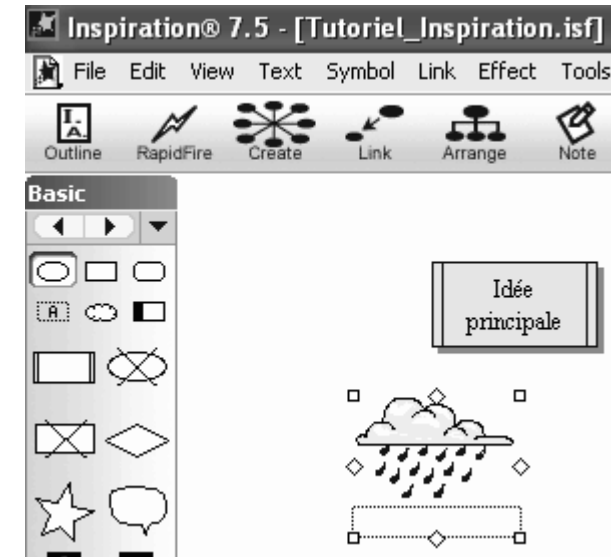 Inspiration® 7.5 - [Tutoriel_Inspiration.isf]
File Edit View Text Symbol Link Effect Tools
I.
A.
Outline RapidFire Create Link Arrange Note
Basic
A
Idée
principale